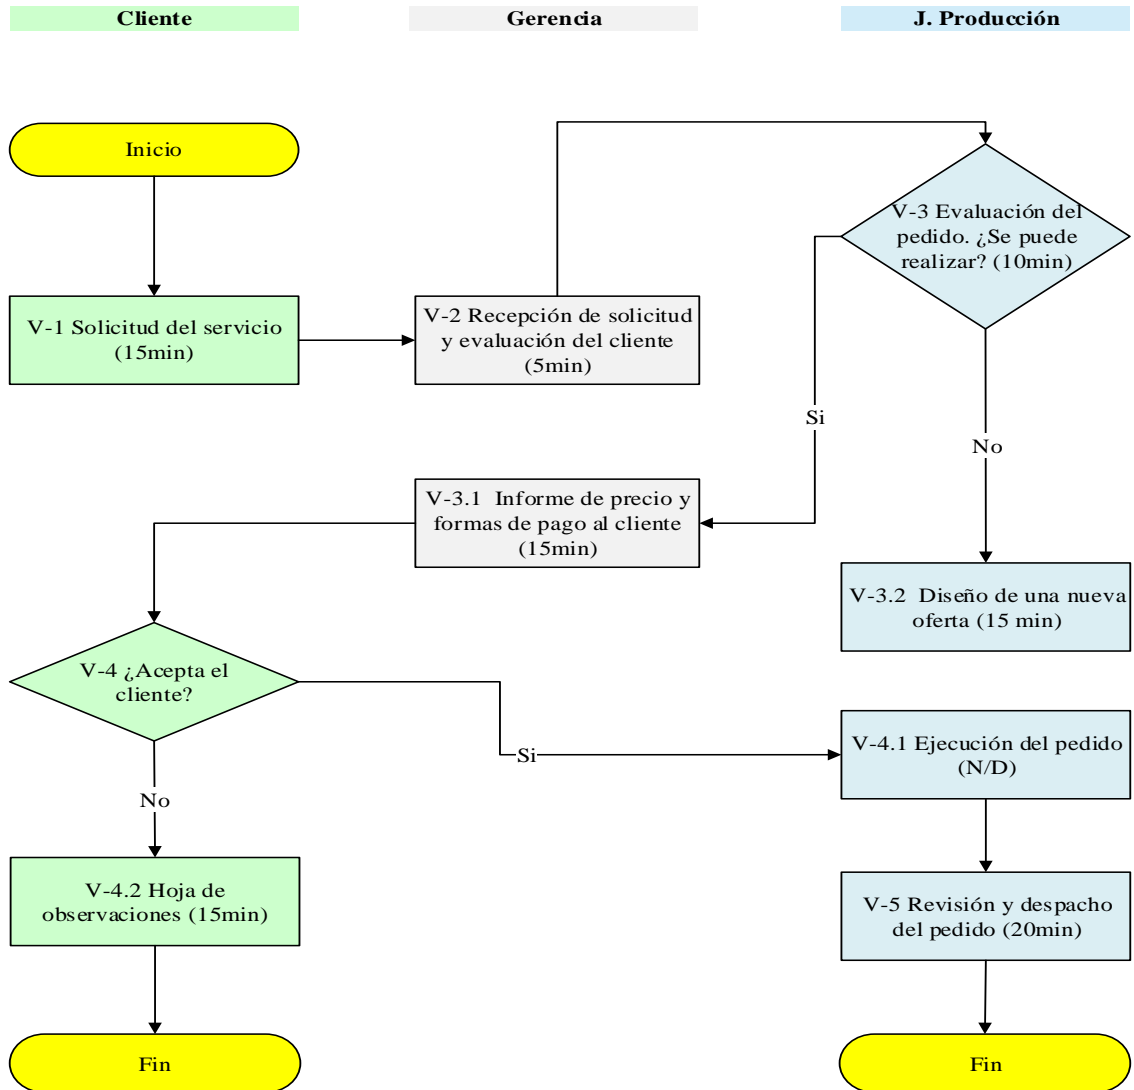 Cliente
Gerencia
J. Producción
Inicio
V-3 Evaluación del
pedido. ¿Se puede
realizar? (10min)
V-1 Solicitud del servicio
(15min)
V-2 Recepción de solicitud
y evaluación del cliente
(5min)
Si
No
V-3.1 Informe de precio y
formas de pago al cliente
(15min)
V-3.2 Diseño de una nueva
oferta (15 min)
V-4 ¿Acepta el
cliente?
Si
V-4.1 Ejecución del pedido
(N/D)
No
V-4.2 Hoja de
observaciones (15min)
V-5 Revisión y despacho
del pedido (20min)
Fin
Fin